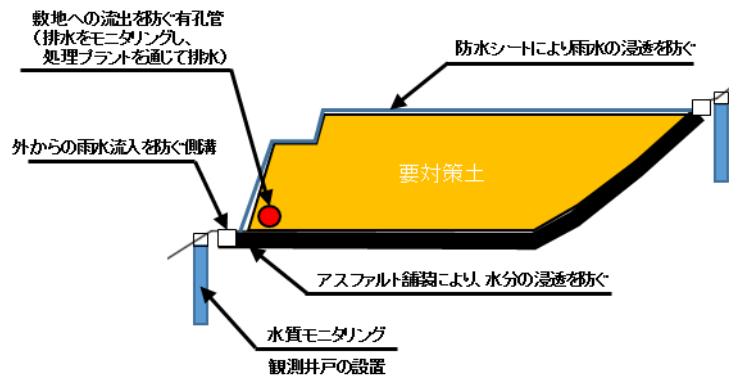 敷地への流出を防ぐ有孔管
（排水をモニタリングし、
処理プラントを通じて排水）
防水シートにより雨水の浸透を防ぐ
外からの雨水流入を防ぐ側溝
要対策土
アスファルト舗装により、水分の浸透を防ぐ
水質モニタリング
観測井戸の設置